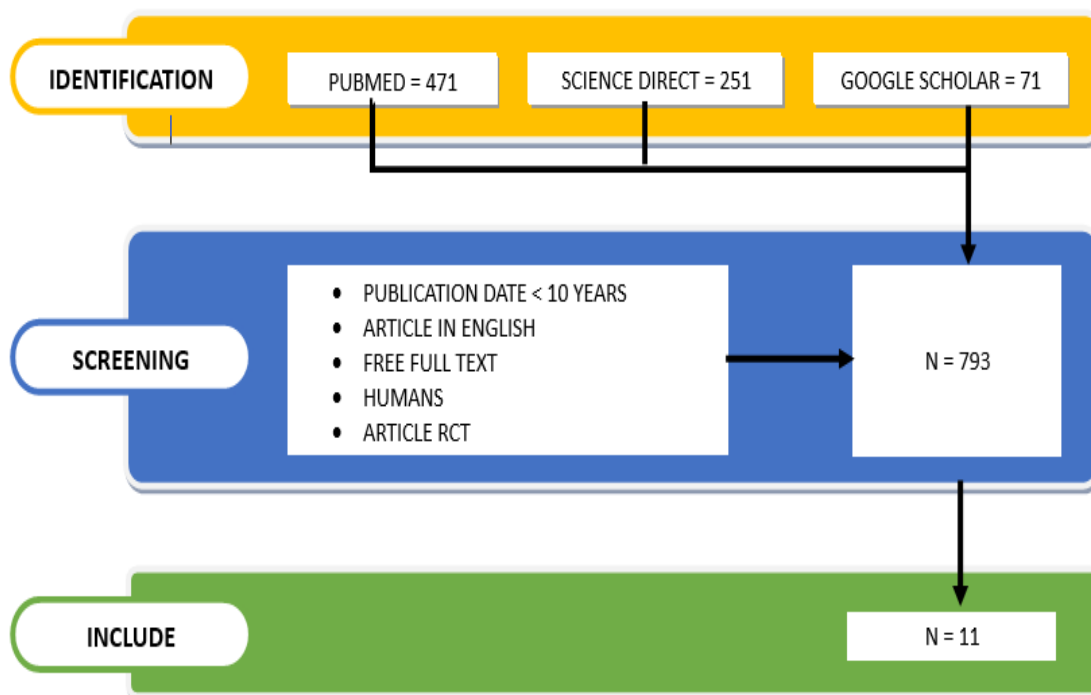 IDENTIFICATION
PUBMED = 471
SCIENCE DIRECT = 251
GOOGLE SCHOLAR = 71
SCREENING
• PUBLICATION DATE < 10 YEARS
• ARTICLE IN ENGLISH
• FREE FULL TEXT
• HUMANS
• ARTICLE RCT
N = 793
INCLUDE
N = 11